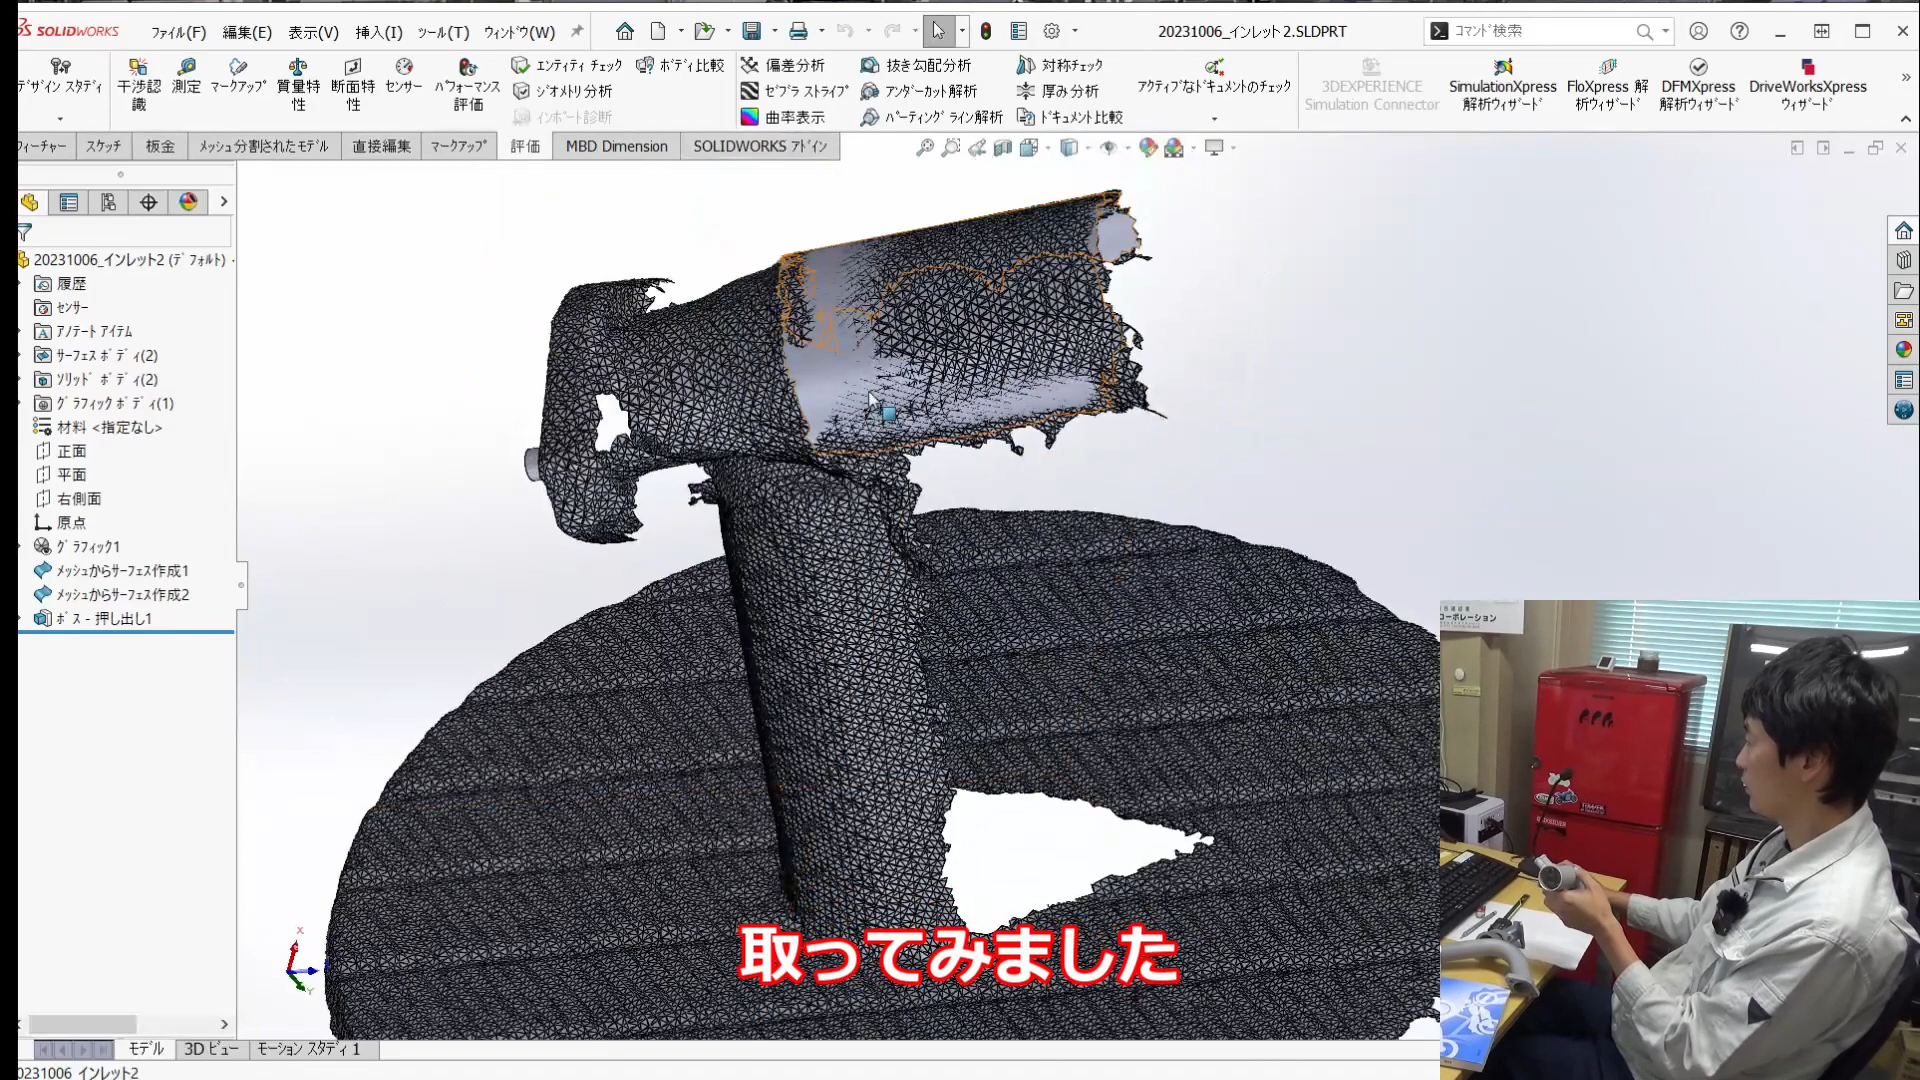 SOLIDWORKS
ファイル(F) 編集(E) 表示(V) 挿入(I) ツール(T) ウィンドウ(W)
20231006_インレット2.SLDPRT
コマンド検索
デザイン スタディ
干渉認識
測定
マークアップ
質量特性
断面特性
センサー
パフォーマンス評価
エンティティ チェック
ジオメトリ分析
インポート診断
ボディ比較
偏差分析
ゼブラ ストライプ
曲率表示
抜き勾配分析
アンダーカット解析
パーティング ライン解析
対称チェック
厚み分析
ドキュメント比較
アクティブなドキュメントのチェック
3DEXPERIENCE
Simulation Connector
SimulationXpress
解析ウィザード
FloXpress 解
析ウィザード
DFMXpress
解析ウィザード
DriveWorksXpress
ウィザード
ィーチャー スケッチ 板金 メッシュ分割されたモデル 直接編集 マークアップ 評価 MBD Dimension SOLIDWORKS アドイン
20231006_インレット2 (デフォルト)
履歴
センサー
アノテート アイテム
サーフェス ボディ(2)
ソリッド ボディ(2)
グラフィック ボディ(1)
材料 <指定なし>
正面
平面
右側面
原点
グラフィック1
メッシュからサーフェス作成1
メッシュからサーフェス作成2
ボス - 押し出し1
コーポレーション
取ってみました
モデル 3D ビュー モーション スタディ 1
20231006 インレット2